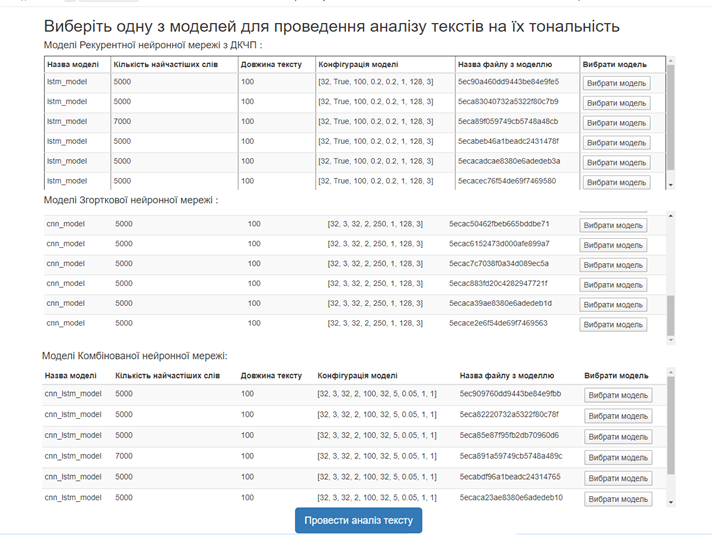 Виберіть одну з моделей для проведення аналізу текстів на їх тональність
Моделі Рекурентної нейронної мережі з ДКЧП :
Назва моделі Кількість найчастіших слів Довжина тексту Конфігурація моделі Назва файлу з моделлю Вибрати модель
lstm_model 5000 100 [32, True, 100, 0.2, 0.2, 1, 128, 3] 5ec90a460dd9443be84e9fe5 Вибрати модель
lstm_model 5000 100 [32, True, 100, 0.2, 0.2, 1, 128, 3] 5eca83040732a5322f80c7b9 Вибрати модель
lstm_model 7000 100 [32, True, 100, 0.2, 0.2, 1, 128, 3] 5eca89f059749cb5748a48cb Вибрати модель
lstm_model 5000 100 [32, True, 100, 0.2, 0.2, 1, 128, 3] 5ecabeb46a1beadc2431478f Вибрати модель
lstm_model 5000 100 [32, True, 100, 0.2, 0.2, 1, 128, 3] 5ecacadcae8380e6adedeb3a Вибрати модель
lstm_model 5000 100 [32, True, 100, 0.2, 0.2, 1, 128, 3] 5ecacec76f54de69f7469580 Вибрати модель
Моделі Згорткової нейронної мережі :
cnn_model 5000 100 [32, 3, 32, 2, 250, 1, 128, 3] 5ecac50462fbeb665bddbe71 Вибрати модель
cnn_model 5000 100 [32, 3, 32, 2, 250, 1, 128, 3] 5ecac6152473d000afe899a7 Вибрати модель
cnn_model 5000 100 [32, 3, 32, 2, 250, 1, 128, 3] 5ecac7c7038f0a34d089ec5a Вибрати модель
cnn_model 5000 100 [32, 3, 32, 2, 250, 1, 128, 3] 5ecac883fd20c4282947721f Вибрати модель
cnn_model 5000 100 [32, 3, 32, 2, 250, 1, 128, 3] 5ecaca39ae8380e6adedeb1d Вибрати модель
cnn_model 5000 100 [32, 3, 32, 2, 250, 1, 128, 3] 5ecace2e6f54de69f7469563 Вибрати модель
Моделі Комбінованої нейронної мережі:
Назва моделі Кількість найчастіших слів Довжина тексту Конфігурація моделі Назва файлу з моделлю Вибрати модель
cnn_lstm_model 5000 100 [32, 3, 32, 2, 100, 32, 5, 0.05, 1, 1] 5ec909760dd9443be84e9fbb Вибрати модель
cnn_lstm_model 5000 100 [32, 3, 32, 2, 100, 32, 5, 0.05, 1, 1] 5eca82220732a5322f80c78f Вибрати модель
cnn_lstm_model 5000 100 [32, 3, 32, 2, 100, 32, 5, 0.05, 1, 1] 5eca85e87f95fb2db70960d6 Вибрати модель
cnn_lstm_model 7000 100 [32, 3, 32, 2, 100, 32, 5, 0.05, 1, 1] 5eca891a59749cb5748a489c Вибрати модель
cnn_lstm_model 5000 100 [32, 3, 32, 2, 100, 32, 5, 0.05, 1, 1] 5ecabdf96a1beadc24314765 Вибрати модель
cnn_lstm_model 5000 100 [32, 3, 32, 2, 100, 32, 5, 0.05, 1, 1] 5ecaca23ae8380e6adedeb10 Вибрати модель
Провести аналіз тексту